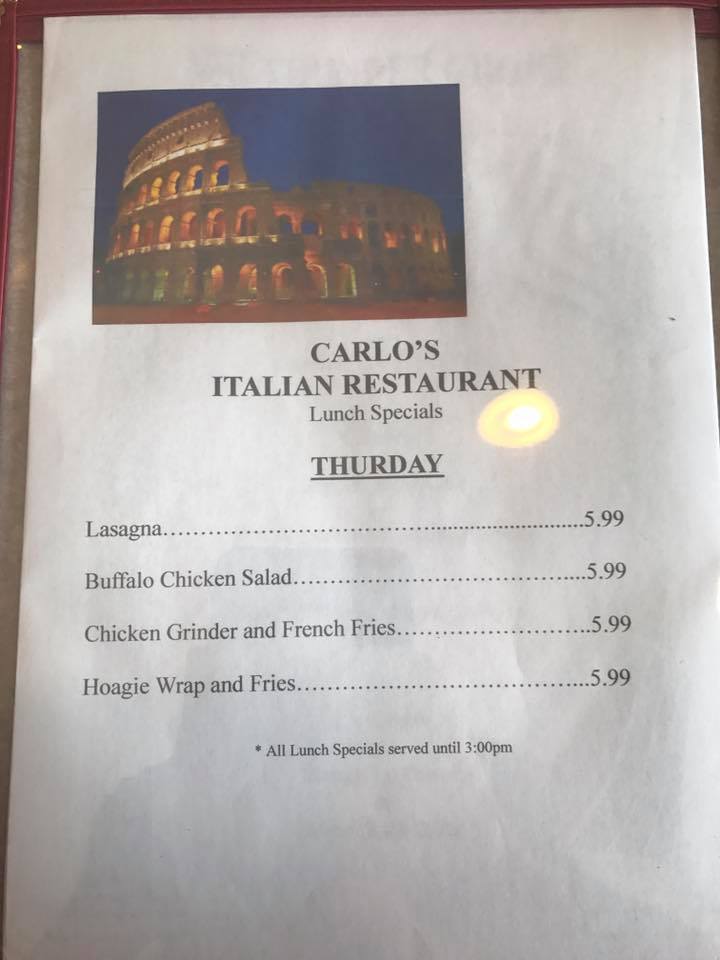 CARLO'S
ITALIAN RESTAURANT
Lunch Specials
THURDAY
Lasagna……………………………………............................5.99
Buffalo Chicken Salad……………………………………....5.99
Chicken Grinder and French Fries………………………..5.99
Hoagie Wrap and Fries……………………………………...5.99
* All Lunch Specials served until 3:00pm